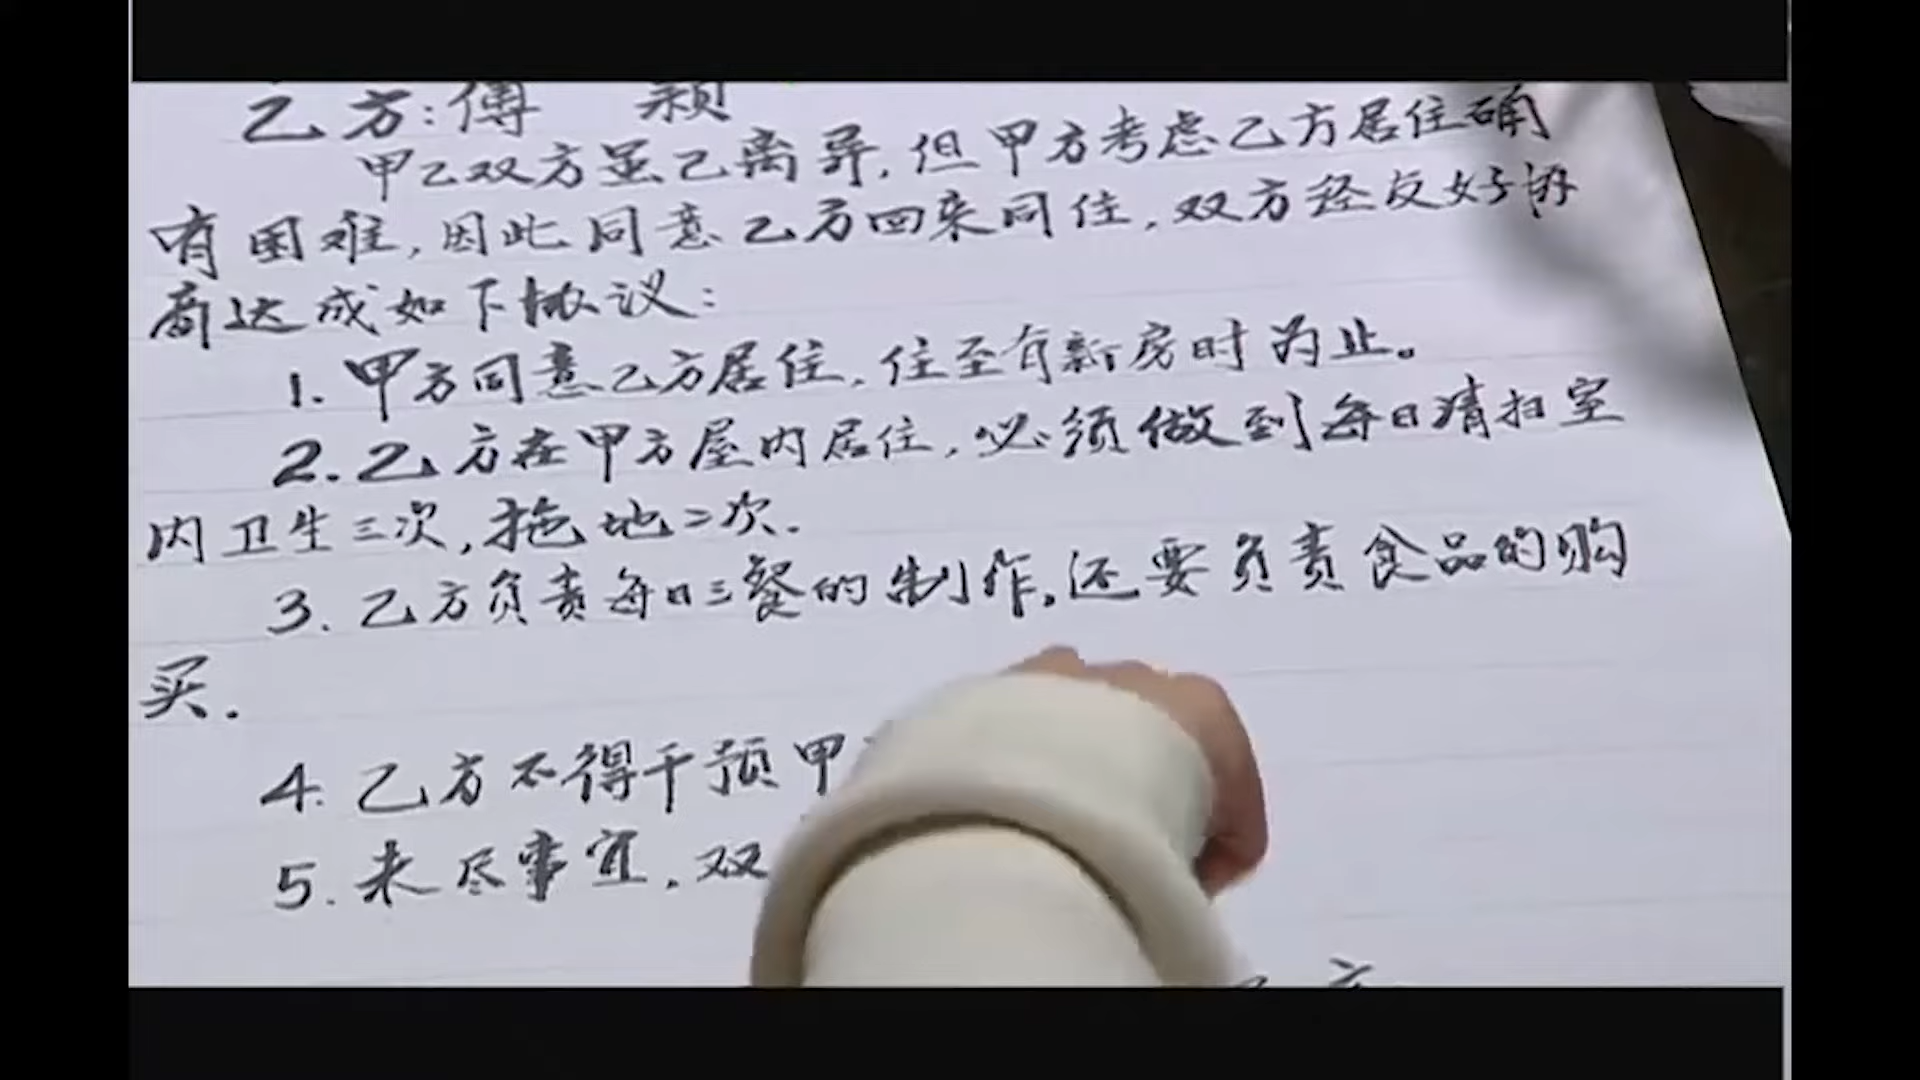 乙方:傅 颖
甲乙双方虽已离异,但甲方考虑乙方居住确
有困难,因此同意乙方回来同住,双方经友好协
商达成如下协议:
1.甲方同意乙方居住,住至有新房时为止。
2.乙方在甲方屋内居住,必须做到每日清扫室
内卫生三次,拖地二次.
3.乙方负责每日三餐的制作,还要负责食品的购
买.
4.乙方不得干预甲
5.未尽事宜,双
方